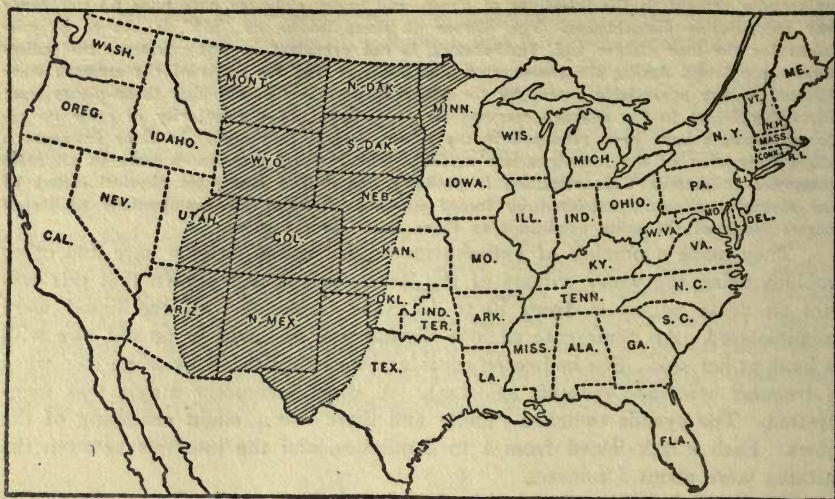 WASH.
MONT.
N. DAK.
MINN.
ME.
OREG.
IDAHO.
WYO.
S. DAK.
WIS.
MICH.
N. Y.
VT.
N.H.
MASS.
CONN.
R.I.
NEV.
UTAH.
COL.
NEB.
IOWA.
ILL.
IND.
OHIO.
PA.
N.J.
MD.
DEL.
CAL.
KAN.
MO.
KY.
W.VA.
VA.
ARIZ.
N-MEX.
OKL.
IND.
TER.
ARK.
TENN.
N. C.
S. C.
TEX.
LA.
MISS.
ALA.
GA.
FLA.